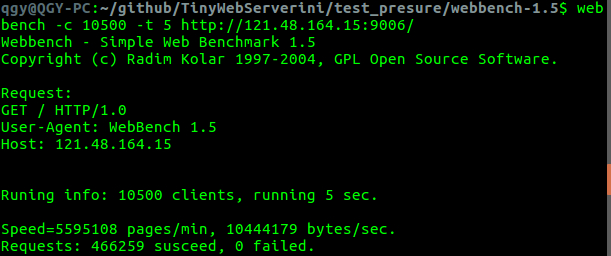 qgy@QGY-PC:~/github/TinyWebServerini/test_presure/webbench-1.5$ web
bench -c 10500 -t 5 http://121.48.164.15:9006/
Webbench - Simple Web Benchmark 1.5
Copyright (c) Radim Kolar 1997-2004, GPL Open Source Software.
Request:
GET / HTTP/1.0
User-Agent: WebBench 1.5
Host: 121.48.164.15
Runing info: 10500 clients, running 5 sec.
Speed=5595108 pages/min, 10444179 bytes/sec.
Requests: 466259 susceed, 0 failed.